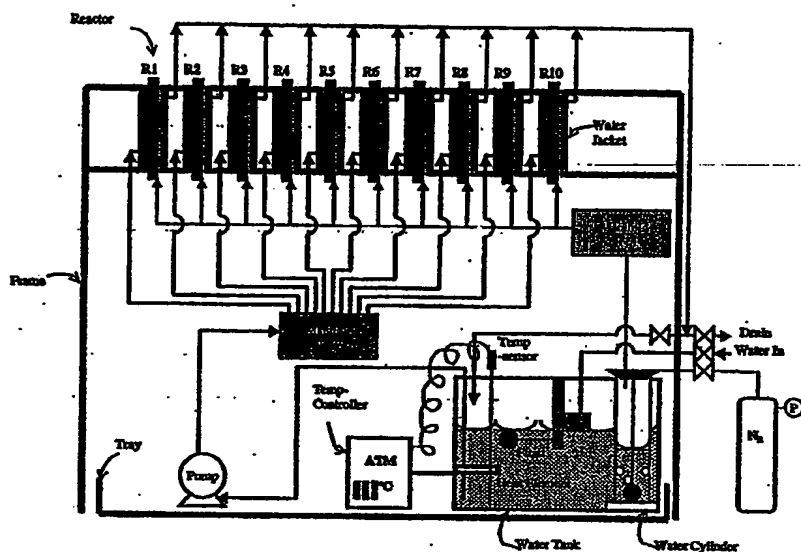 Reactor
R1 R2 R3 R4 R5 R6 R7 R8 R9 R10
Water
Jacket
Frame
Drain
Water In
Temp
-sensor
Temp-
Controller
Tray
Pump
ATM
°C
N₂
P
Water Tank
Water Cylinder